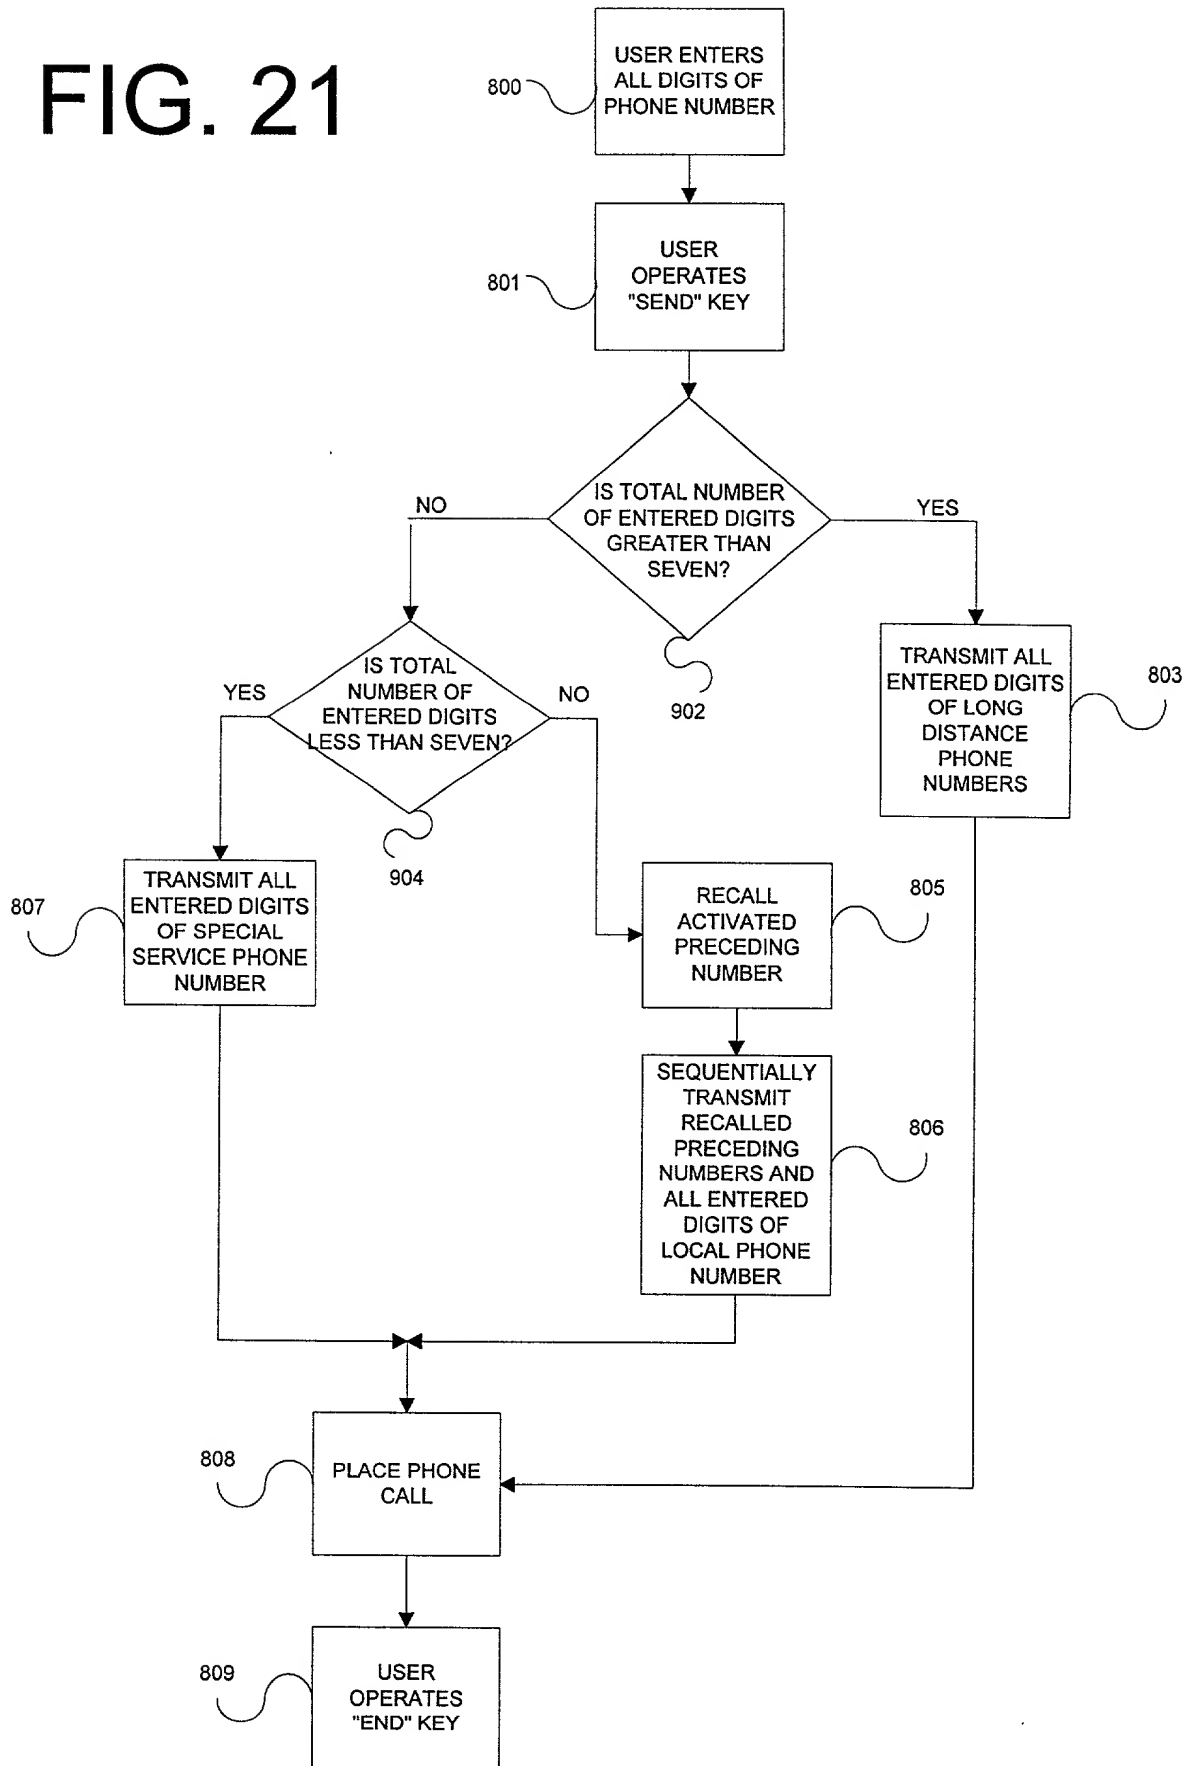 FIG. 21
800
USER ENTERS
ALL DIGITS OF
PHONE NUMBER
801
USER
OPERATES
"SEND" KEY
IS TOTAL NUMBER
OF ENTERED DIGITS
GREATER THAN
SEVEN?
NO
YES
902
IS TOTAL
NUMBER OF
ENTERED DIGITS
LESS THAN SEVEN?
YES
NO
904
TRANSMIT ALL
ENTERED DIGITS
OF LONG
DISTANCE
PHONE
NUMBERS
803
807
TRANSMIT ALL
ENTERED DIGITS
OF SPECIAL
SERVICE PHONE
NUMBER
RECALL
ACTIVATED
PRECEDING
NUMBER
805
SEQUENTIALLY
TRANSMIT
RECALLED
PRECEDING
NUMBERS AND
ALL ENTERED
DIGITS OF
LOCAL PHONE
NUMBER
806
808
PLACE PHONE
CALL
809
USER
OPERATES
"END" KEY